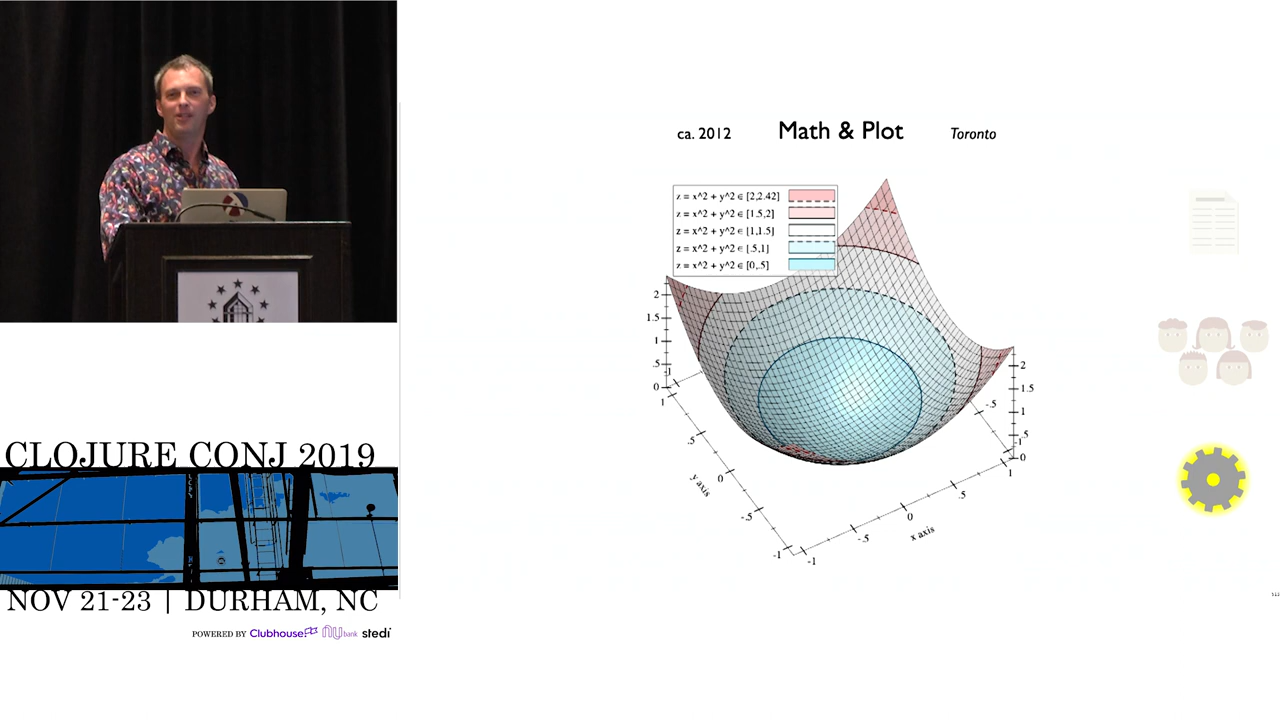 ca. 2012 Math & Plot Toronto
z = x^2 + y^2 ∈ [2,2.42]
z = x^2 + y^2 ∈ [1.5,2]
z = x^2 + y^2 ∈ [1,1.5]
z = x^2 + y^2 ∈ [.5,1]
z = x^2 + y^2 ∈ [0,.5]
2
1.5
1
.5
0
1
1
.5
0
-.5
-1
y axis
-1
-.5
0
.5
1
x axis
2
1.5
1
.5
0
-.5
-1
CLOJURE CONJ 2019
NOV 21-23 | DURHAM, NC
POWERED BY Clubhouse nu bank stedi